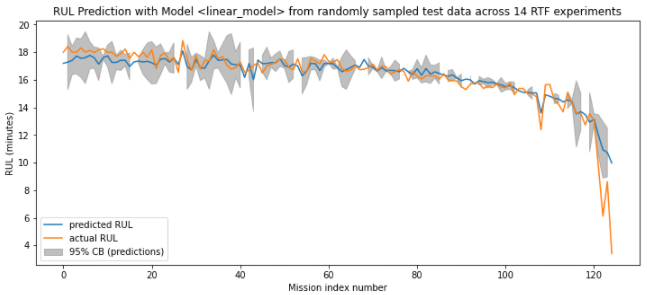 RUL Prediction with Model <linear_model> from randomly sampled test data across 14 RTF experiments
20
18
16
14
12
10
8
6
4
RUL (minutes)
predicted RUL
actual RUL
95% CB (predictions)
0
20
40
60
80
100
120
Mission index number